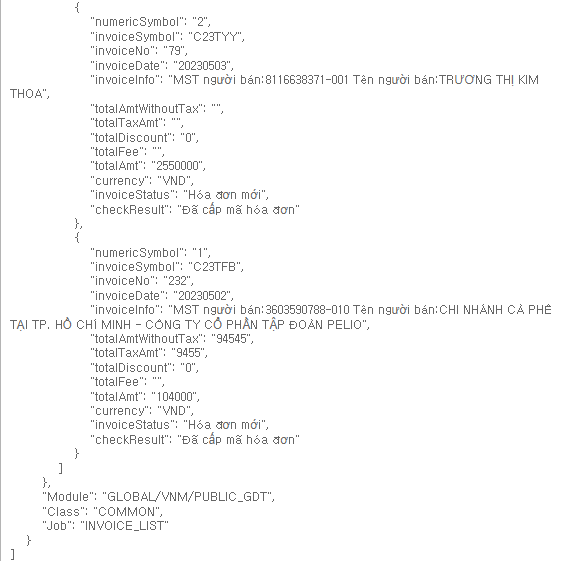 {
"numericSymbol": "2",
"invoiceSymbol": "C23TYY",
"invoiceNo": "79",
"invoiceDate": "20230503",
"invoiceInfo": "MST người bán:8116638371-001 Tên người bán:TRƯƠNG THỊ KIM
THOA",
"totalAmtWithoutTax": "",
"totalTaxAmt": "",
"totalDiscount": "0",
"totalFee": "",
"totalAmt": "2550000",
"currency": "VND",
"invoiceStatus": "Hóa đơn mới",
"checkResult": "Đã cấp mã hóa đơn"
},
{
"numericSymbol": "1",
"invoiceSymbol": "C23TFB",
"invoiceNo": "232",
"invoiceDate": "20230502",
"invoiceInfo": "MST người bán:3603590788-010 Tên người bán:CHI NHÁNH CÀ PHÊ
TẠI TP. HỒ CHÍ MINH - CÔNG TY CỔ PHẦN TẬP ĐOÀN PELIO",
"totalAmtWithoutTax": "94545",
"totalTaxAmt": "9455",
"totalDiscount": "0",
"totalFee": "",
"totalAmt": "104000",
"currency": "VND",
"invoiceStatus": "Hóa đơn mới",
"checkResult": "Đã cấp mã hóa đơn"
}
]
},
"Module": "GLOBAL/VNM/PUBLIC_GDT",
"Class": "COMMON",
"Job": "INVOICE_LIST"
}
]